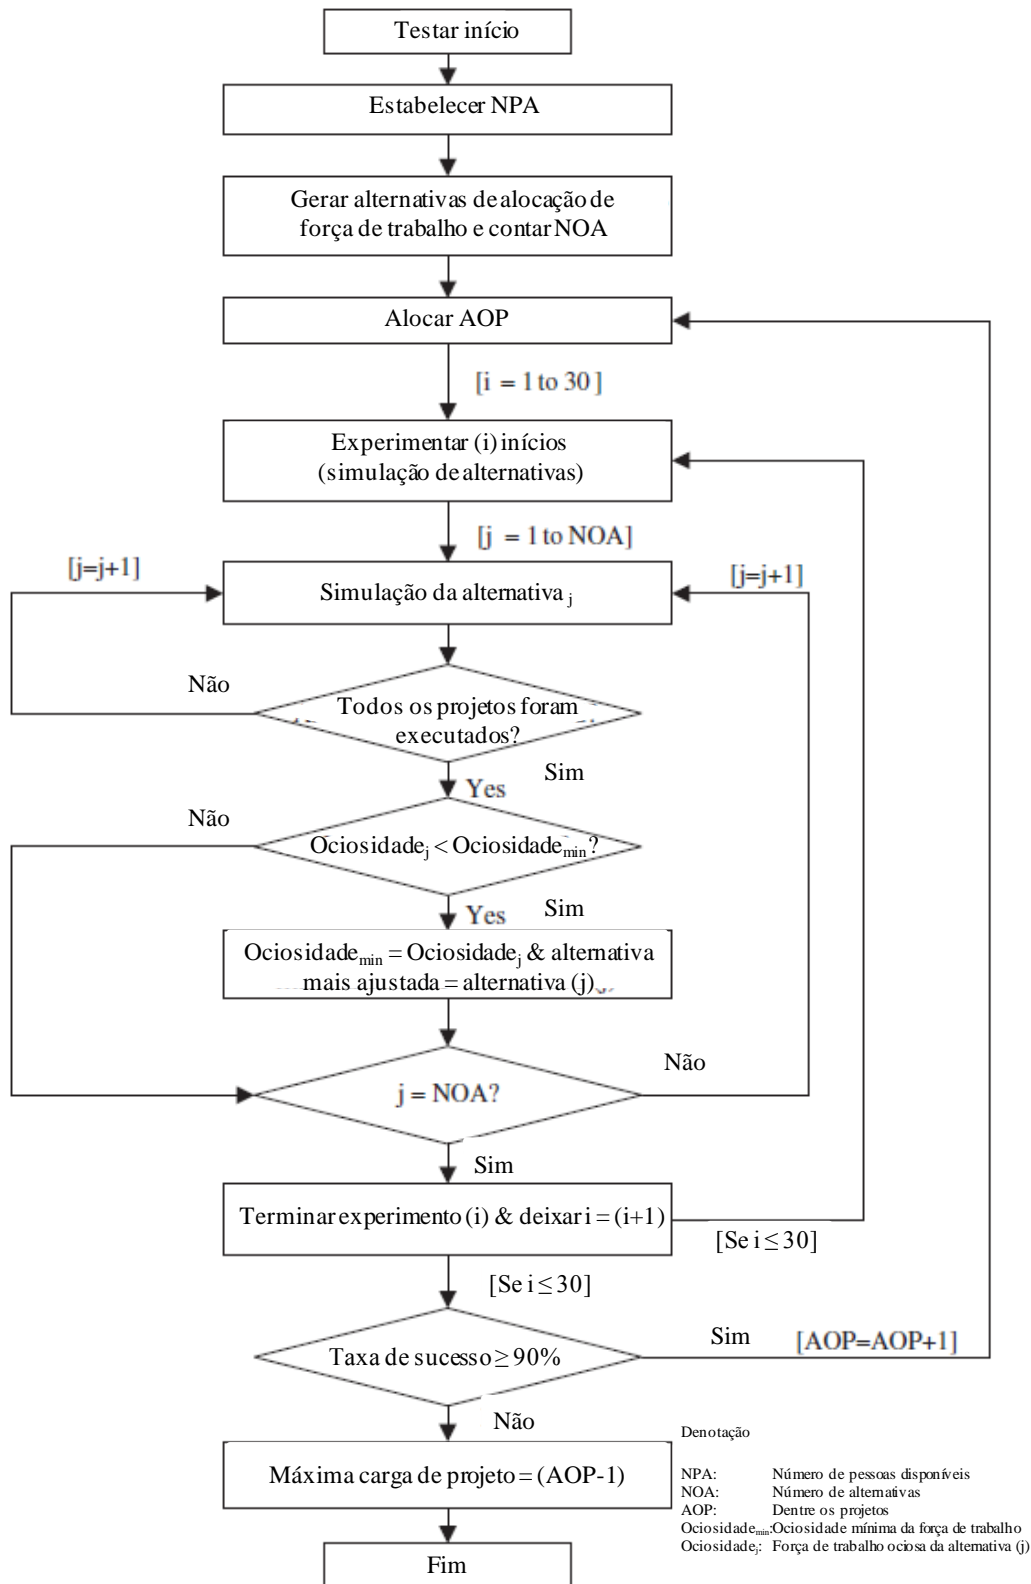 Testar início
Estabelecer NPA
Gerar alternativas de alocação de
força de trabalho e contar NOA
Alocar AOP
[i = 1 to 30 ]
Experimentar (i) inícios
(simulação de alternativas)
[j = 1 to NOA]
[j=j+1]
[j=j+1]
Simulação da alternativa j
Não
Todos os projetos foram
executados?
Sim
Yes
Não
Ociosidadej < Ociosidademin?
Sim
Yes
Ociosidademin = Ociosidadej & alternativa
mais ajustada = alternativa (j)
Não
j = NOA?
Sim
Terminar experimento (i) & deixar i = (i+1)
[Se i ≤ 30]
[Se i ≤ 30]
Sim
[AOP=AOP+1]
Taxa de sucesso ≥ 90%
Não
Máxima carga de projeto = (AOP-1)
Fim
Denotação
NPA: Número de pessoas disponíveis
NOA: Número de alternativas
AOP: Dentre os projetos
Ociosidademin: Ociosidade mínima da força de trabalho
Ociosidadej: Força de trabalho ociosa da alternativa (j)